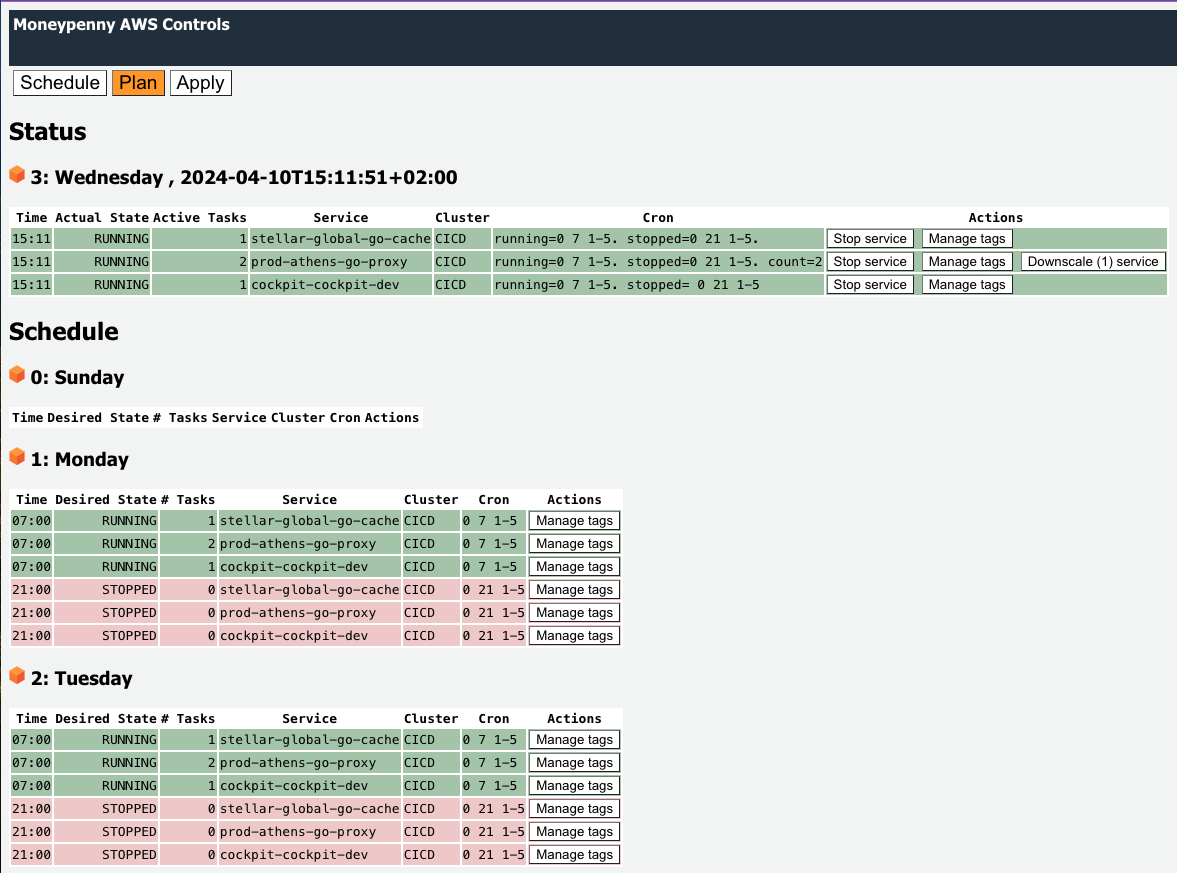 Moneypenny AWS Controls
Schedule Plan Apply
Status
3: Wednesday , 2024-04-10T15:11:51+02:00
Time Actual State Active Tasks Service Cluster Cron Actions
15:11 RUNNING 1 stellar-global-go-cache CICD running=0 7 1-5. stopped=0 21 1-5. Stop service Manage tags
15:11 RUNNING 2 prod-athens-go-proxy CICD running=0 7 1-5. stopped=0 21 1-5. count=2 Stop service Manage tags Downscale (1) service
15:11 RUNNING 1 cockpit-cockpit-dev CICD running=0 7 1-5. stopped= 0 21 1-5 Stop service Manage tags
Schedule
0: Sunday
Time Desired State # Tasks Service Cluster Cron Actions
1: Monday
Time Desired State # Tasks Service Cluster Cron Actions
07:00 RUNNING 1 stellar-global-go-cache CICD 0 7 1-5 Manage tags
07:00 RUNNING 2 prod-athens-go-proxy CICD 0 7 1-5 Manage tags
07:00 RUNNING 1 cockpit-cockpit-dev CICD 0 7 1-5 Manage tags
21:00 STOPPED 0 stellar-global-go-cache CICD 0 21 1-5 Manage tags
21:00 STOPPED 0 prod-athens-go-proxy CICD 0 21 1-5 Manage tags
21:00 STOPPED 0 cockpit-cockpit-dev CICD 0 21 1-5 Manage tags
2: Tuesday
Time Desired State # Tasks Service Cluster Cron Actions
07:00 RUNNING 1 stellar-global-go-cache CICD 0 7 1-5 Manage tags
07:00 RUNNING 2 prod-athens-go-proxy CICD 0 7 1-5 Manage tags
07:00 RUNNING 1 cockpit-cockpit-dev CICD 0 7 1-5 Manage tags
21:00 STOPPED 0 stellar-global-go-cache CICD 0 21 1-5 Manage tags
21:00 STOPPED 0 prod-athens-go-proxy CICD 0 21 1-5 Manage tags
21:00 STOPPED 0 cockpit-cockpit-dev CICD 0 21 1-5 Manage tags